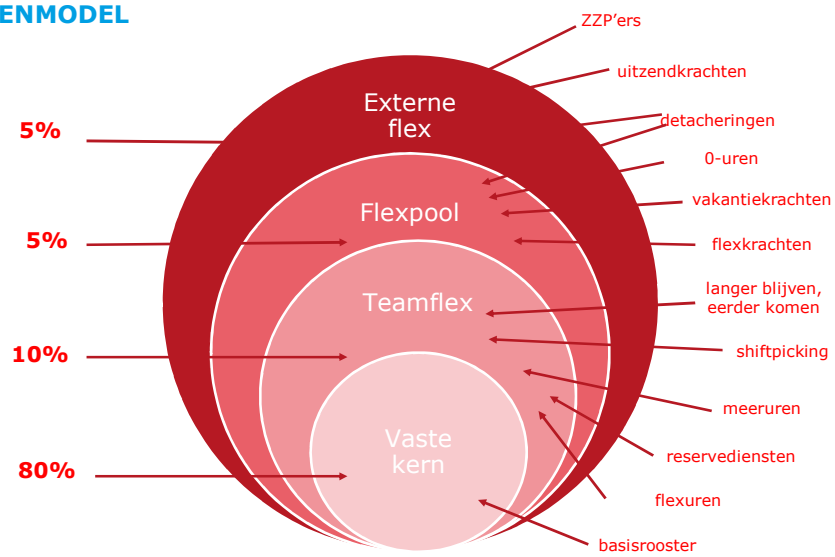 ENMODEL
ZZP'ers
uitzendkrachten
Externe
flex
5%
detacheringen
0-uren
vakantiekrachten
Flexpool
5%
flexkrachten
langer blijven,
eerder komen
Teamflex
10%
shiftpicking
meeruren
Vaste
kern
80%
reservediensten
flexuren
basisrooster